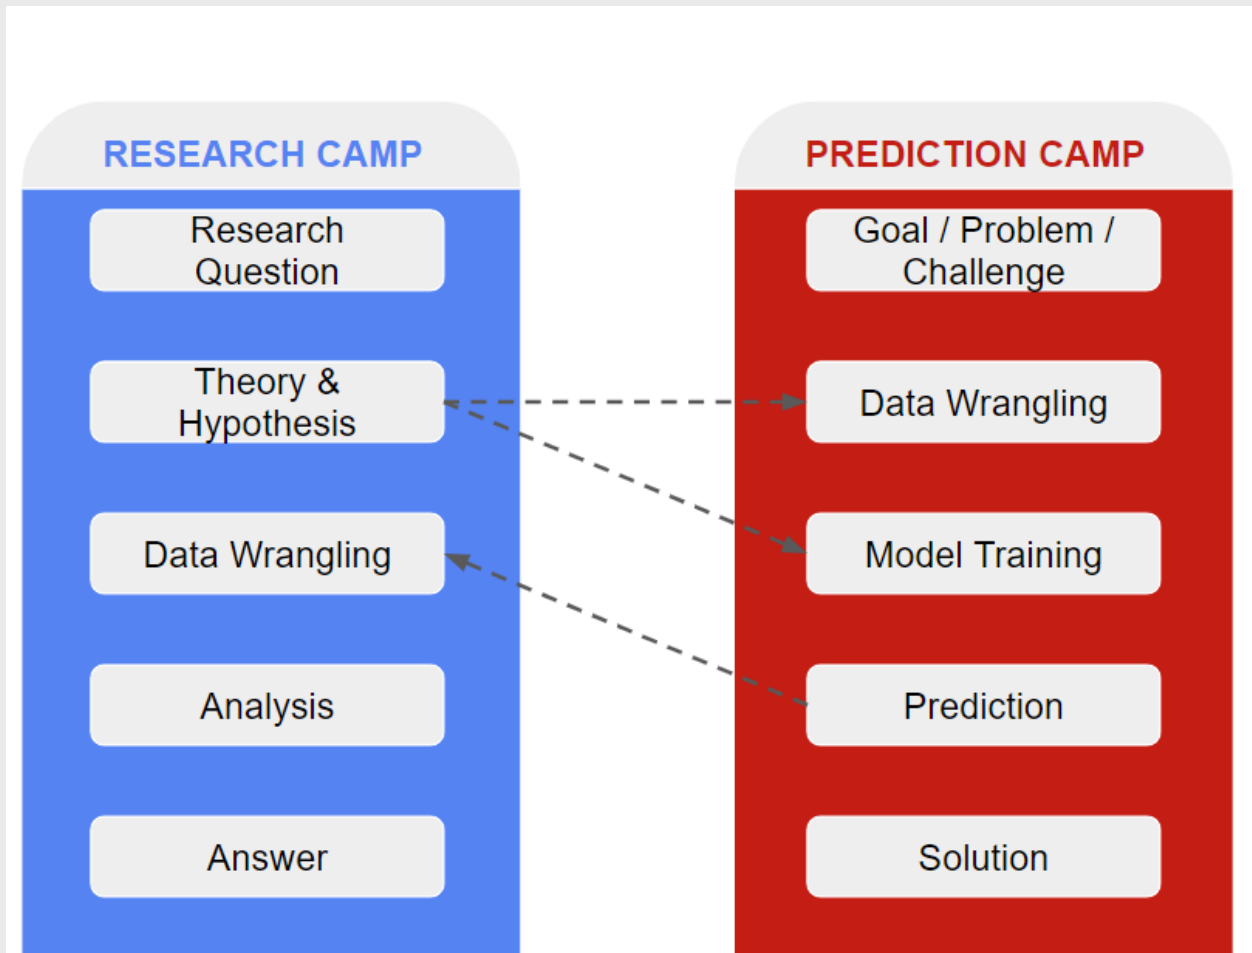 RESEARCH CAMP
Research
Question
Theory &
Hypothesis
Data Wrangling
Analysis
Answer
PREDICTION CAMP
Goal / Problem /
Challenge
Data Wrangling
Model Training
Prediction
Solution